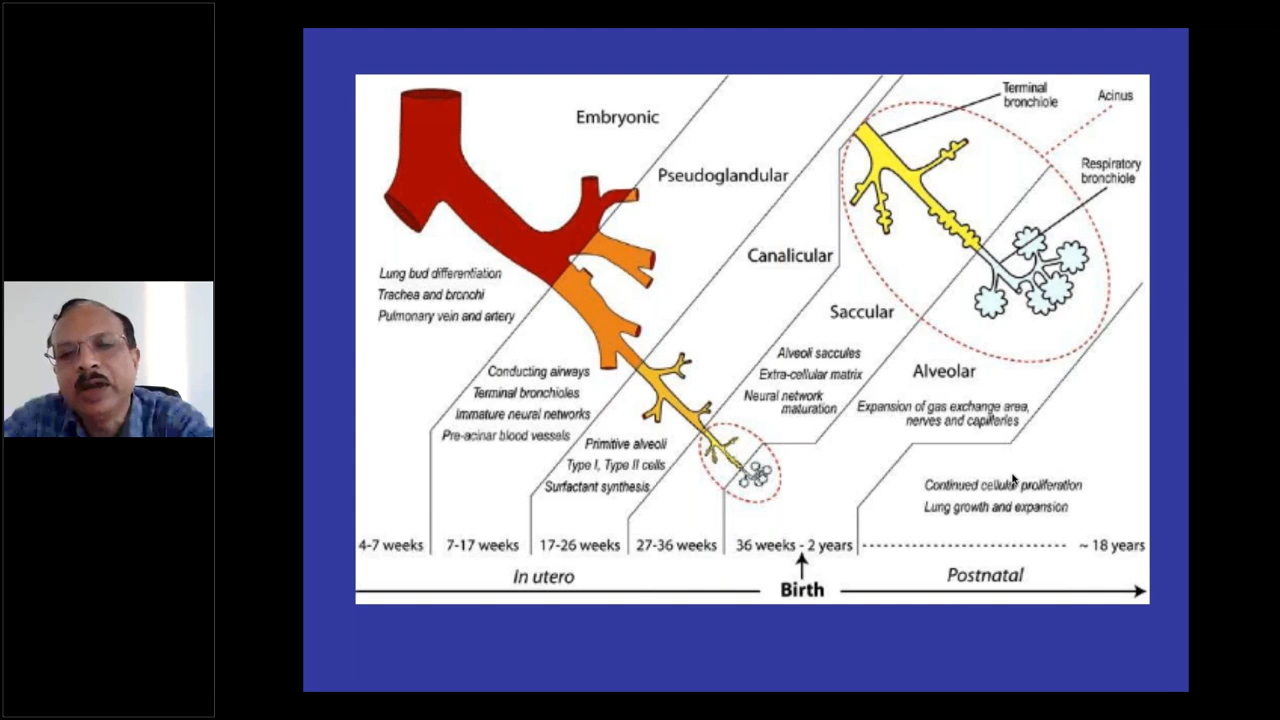 Embryonic
Pseudoglandular
Canalicular
Saccular
Alveolar
Terminal
bronchiole
Acinus
Respiratory
bronchiole
Lung bud differentiation
Trachea and bronchi
Pulmonary vein and artery
Conducting airways
Terminal bronchioles
Immature neural networks
Pre-acinar blood vessels
Primitive alveoli
Type I, Type II cells
Surfactant synthesis
Alveoli saccules
Extra-cellular matrix
Neural network
maturation
Expansion of gas exchange area,
nerves and capilleries
Continued cellular proliferation
Lung growth and expansion
4-7 weeks
7-17 weeks
17-26 weeks
27-36 weeks
36 weeks - 2 years
~ 18 years
In utero
Birth
Postnatal